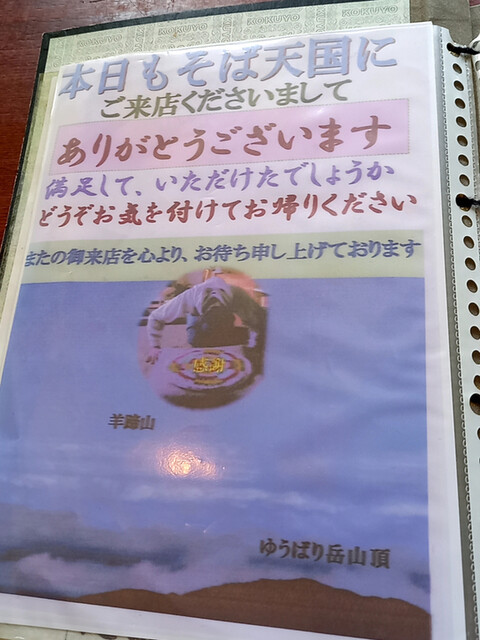 KOKUYO KOKUYO KOKUYO KOKUYO
本日もそば天国に
ご来店くださいまして
ありがとうございます
満足して、いただけたでしょうか
どうぞお気を付けてお帰りください
またの御来店を心より、お待ち申し上げております
羊蹄山
ゆうばり岳山頂